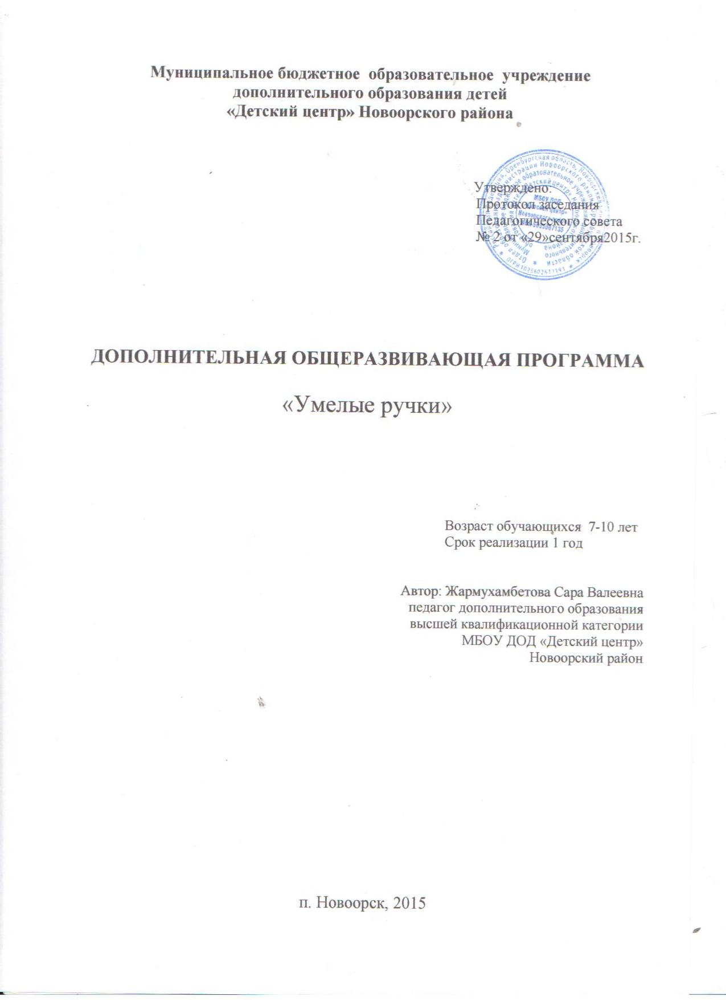 Муниципальное бюджетное образовательное учреждение
дополнительного образования детей
«Детский центр» Новоорского района
Утверждено:
Протокол заседания
Педагогического совета
№ 2 от «29»сентября2015г.
МБОУ ДОД
ДОПОЛНИТЕЛЬНАЯ ОБЩЕРАЗВИВАЮЩАЯ ПРОГРАММА
«Умелые ручки»
Возраст обучающихся 7-10 лет
Срок реализации 1 год
Автор: Жармухамбетова Сара Валеевна
педагог дополнительного образования
высшей квалификационной категории
МБОУ ДОД «Детский центр»
Новоорский район
п. Новоорск, 2015